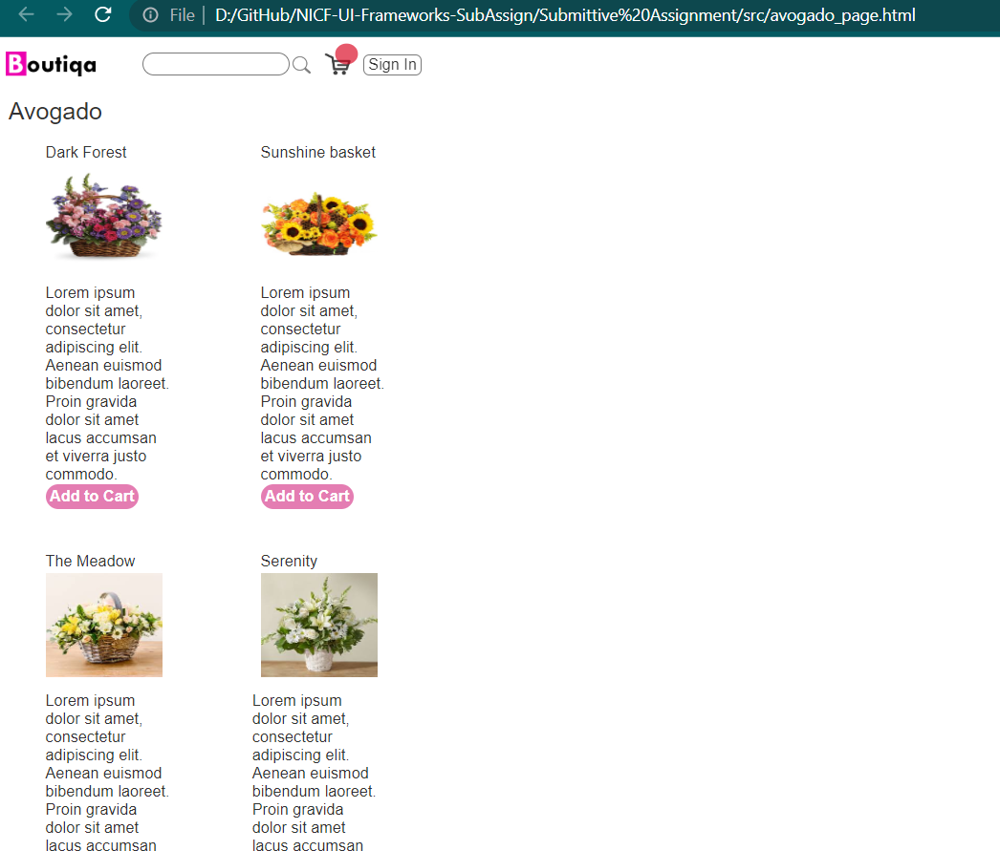 File | D:/GitHub/NICF-UI-Frameworks-SubAssign/Submittive%20Assignment/src/avogado_page.html
Boutiqa
Sign In
Avogado
Dark Forest
Lorem ipsum
dolor sit amet,
consectetur
adipiscing elit.
Aenean euismod
bibendum laoreet.
Proin gravida
dolor sit amet
lacus accumsan
et viverra justo
commodo.
Add to Cart
Sunshine basket
Lorem ipsum
dolor sit amet,
consectetur
adipiscing elit.
Aenean euismod
bibendum laoreet.
Proin gravida
dolor sit amet
lacus accumsan
et viverra justo
commodo.
Add to Cart
The Meadow
Lorem ipsum
dolor sit amet,
consectetur
adipiscing elit.
Aenean euismod
bibendum laoreet.
Proin gravida
dolor sit amet
lacus accumsan
Serenity
Lorem ipsum
dolor sit amet,
consectetur
adipiscing elit.
Aenean euismod
bibendum laoreet.
Proin gravida
dolor sit amet
lacus accumsan